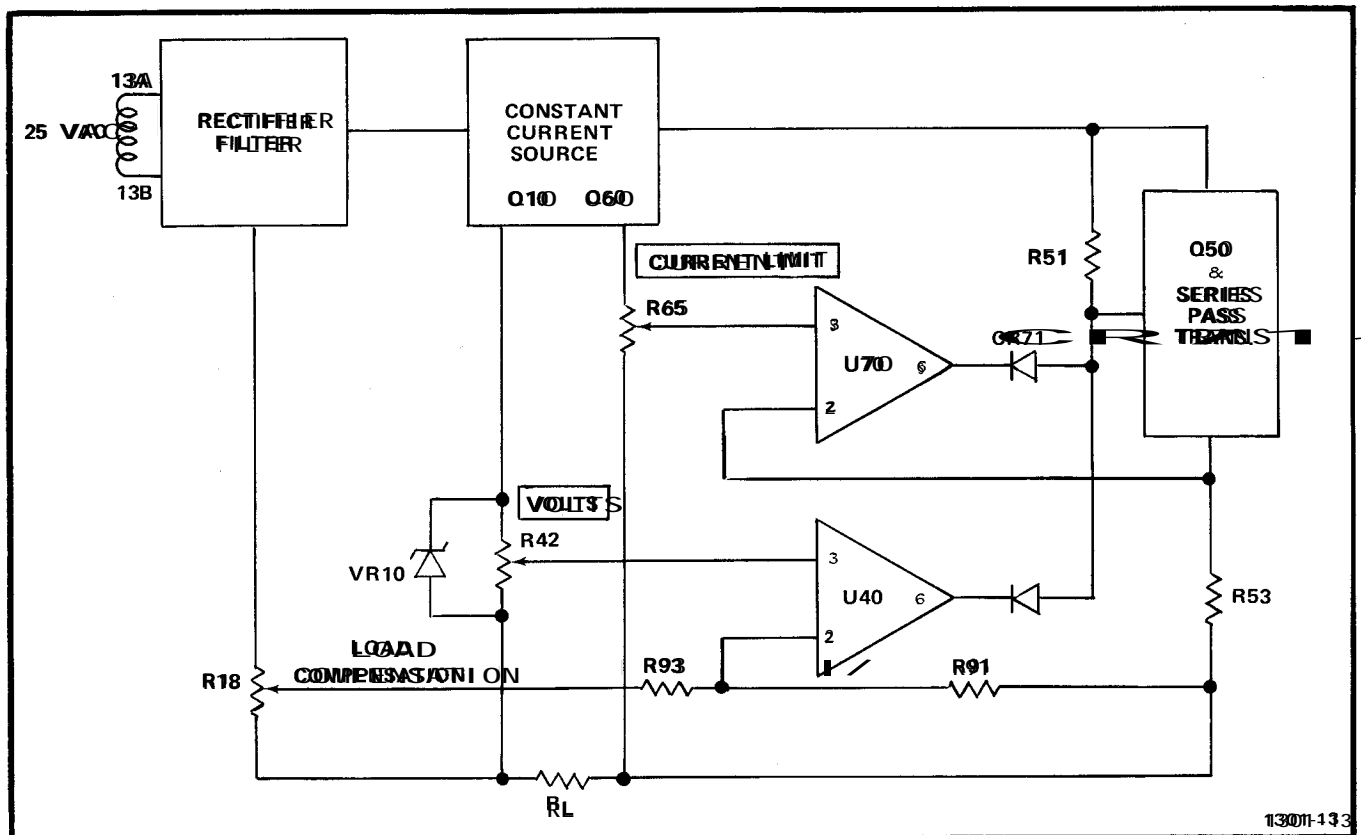 13A
25 VAC
13B
RECTIFIER
FILTER
CONSTANT
CURRENT
SOURCE
Q10 Q60
CURRENT LIMIT
R65
3
U70
6
2
CR71
R51
Q50
&
SERIES
PASS
TRANS.
VOLTS
R42
VR10
3
U40
6
2
R53
LOAD
COMPENSATION
R18
R93
R91
RL
1301-13